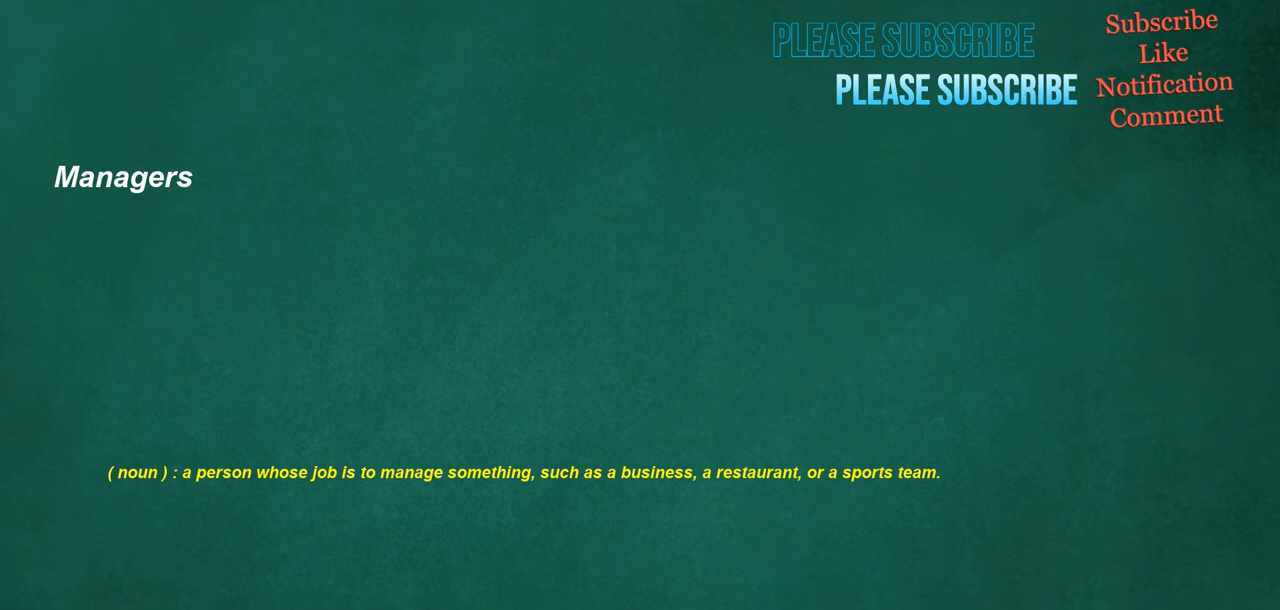 PLEASE SUBSCRIBE
PLEASE SUBSCRIBE
Subscribe
Like
Notification
Comment
Managers
( noun ) : a person whose job is to manage something, such as a business, a restaurant, or a sports team.